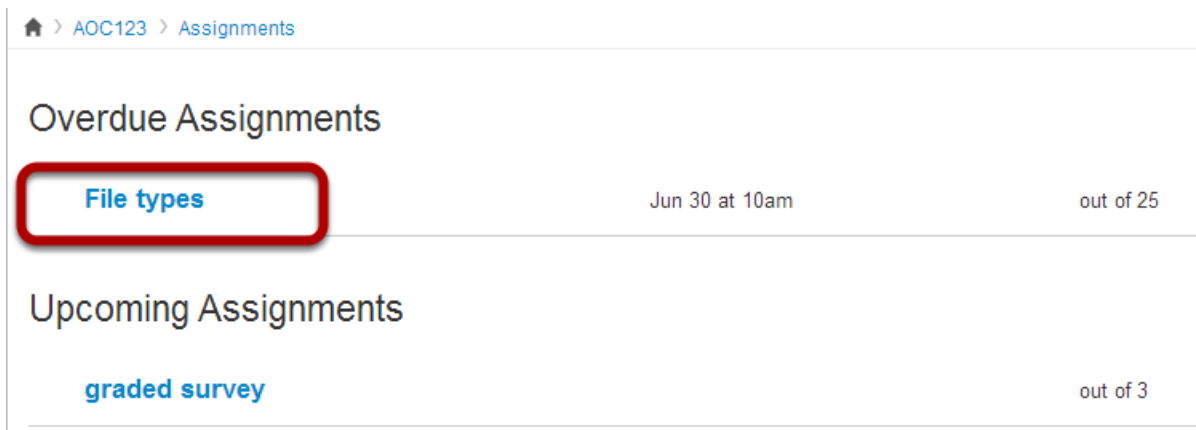 AOC123 > Assignments
Overdue Assignments
File types Jun 30 at 10am out of 25
Upcoming Assignments
graded survey out of 3